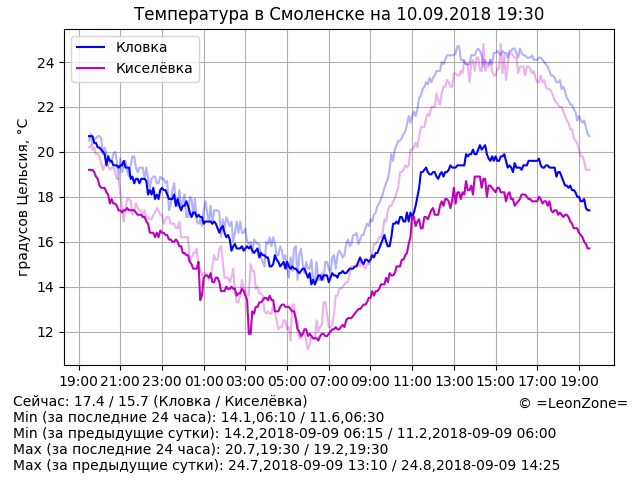 Температура в Смоленске на 10.09.2018 19:30
Кловка
Киселёвка
градусов Цельсия, °C
24
22
20
18
16
14
12
19:00 21:00 23:00 01:00 03:00 05:00 07:00 09:00 11:00 13:00 15:00 17:00 19:00
Сейчас: 17.4 / 15.7 (Кловка / Киселёвка)
© =LeonZone=
Min (за последние 24 часа): 14.1,06:10 / 11.6,06:30
Min (за предыдущие сутки): 14.2,2018-09-09 06:15 / 11.2,2018-09-09 06:00
Max (за последние 24 часа): 20.7,19:30 / 19.2,19:30
Max (за предыдущие сутки): 24.7,2018-09-09 13:10 / 24.8,2018-09-09 14:25